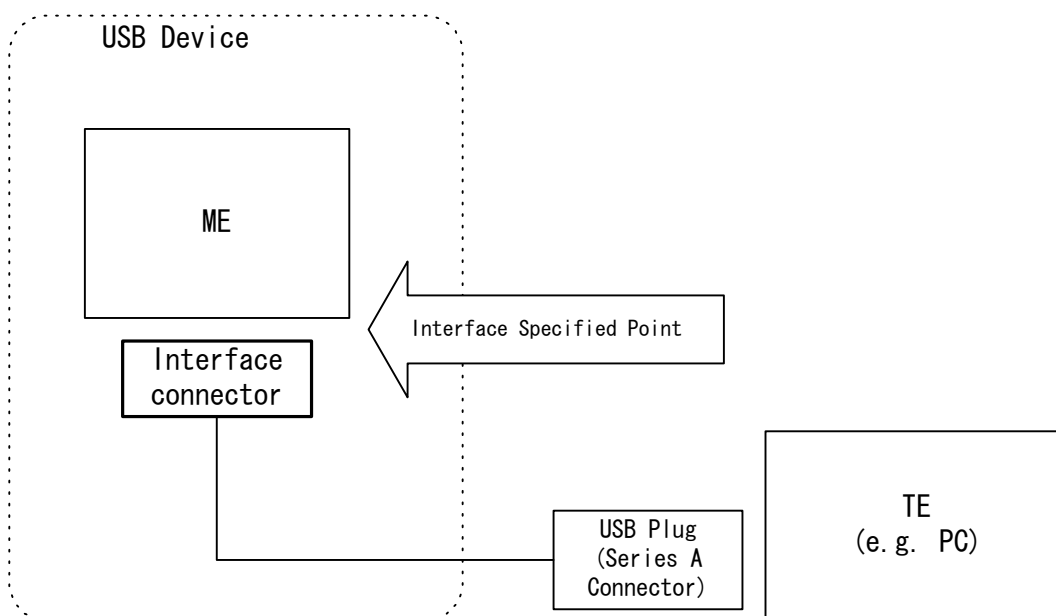 USB Device
ME
Interface Specified Point
Interface
connector
TE
(e.g. PC)
USB Plug
(Series A
Connector)